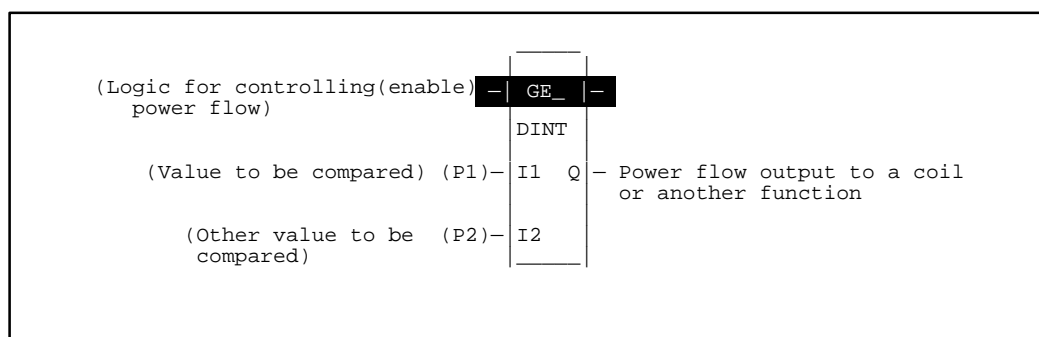 (Logic for controlling(enable) —| GE_ |—
power flow)
DINT
(Value to be compared) (P1)—|I1 Q|— Power flow output to a coil
or another function
(Other value to be (P2)—|I2
compared)